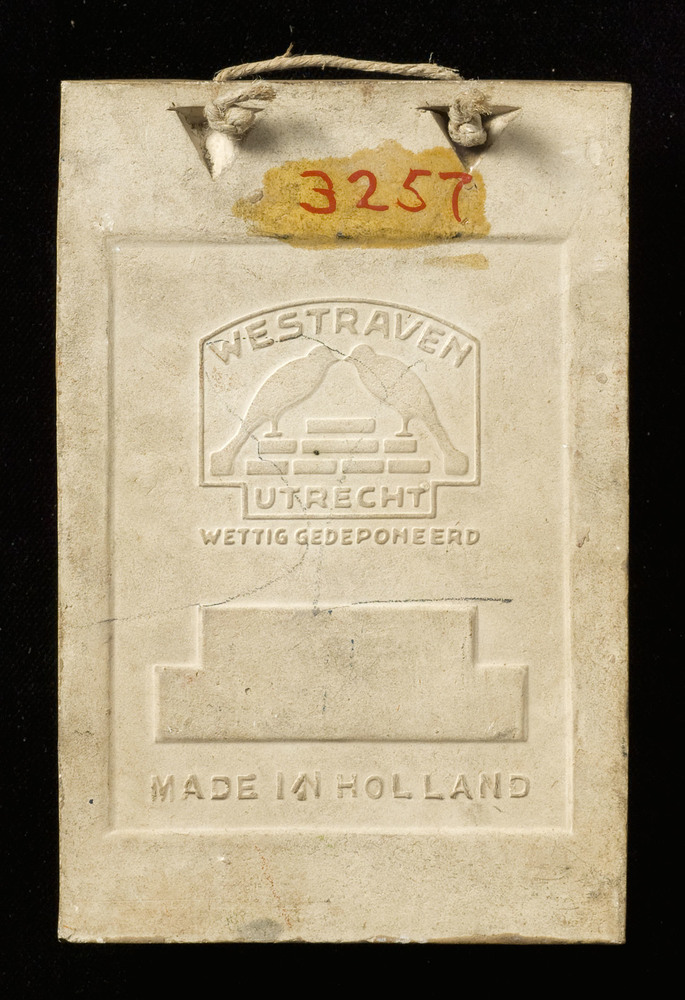 3257
WESTRAVEN
UTRECHT
WETTIG GEDEPONEERD
MADE IN HOLLAND